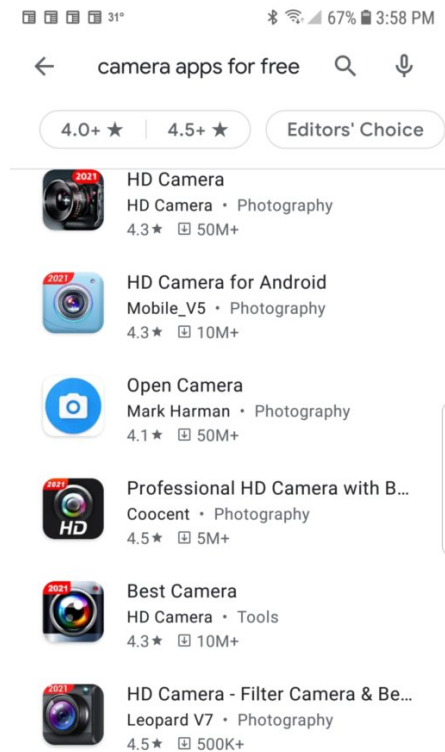 31° 67% 3:58 PM
camera apps for free
4.0+ ★ 4.5+ ★ Editors' Choice
2021
HD Camera
HD Camera • Photography
4.3★ 50M+
2021
HD Camera for Android
Mobile_V5 • Photography
4.3★ 10M+
Open Camera
Mark Harman • Photography
4.1★ 50M+
2021
HD
Professional HD Camera with B...
Coocent • Photography
4.5★ 5M+
2021
Best Camera
HD Camera • Tools
4.3★ 10M+
2021
HD Camera - Filter Camera & Be...
Leopard V7 • Photography
4.5★ 500K+